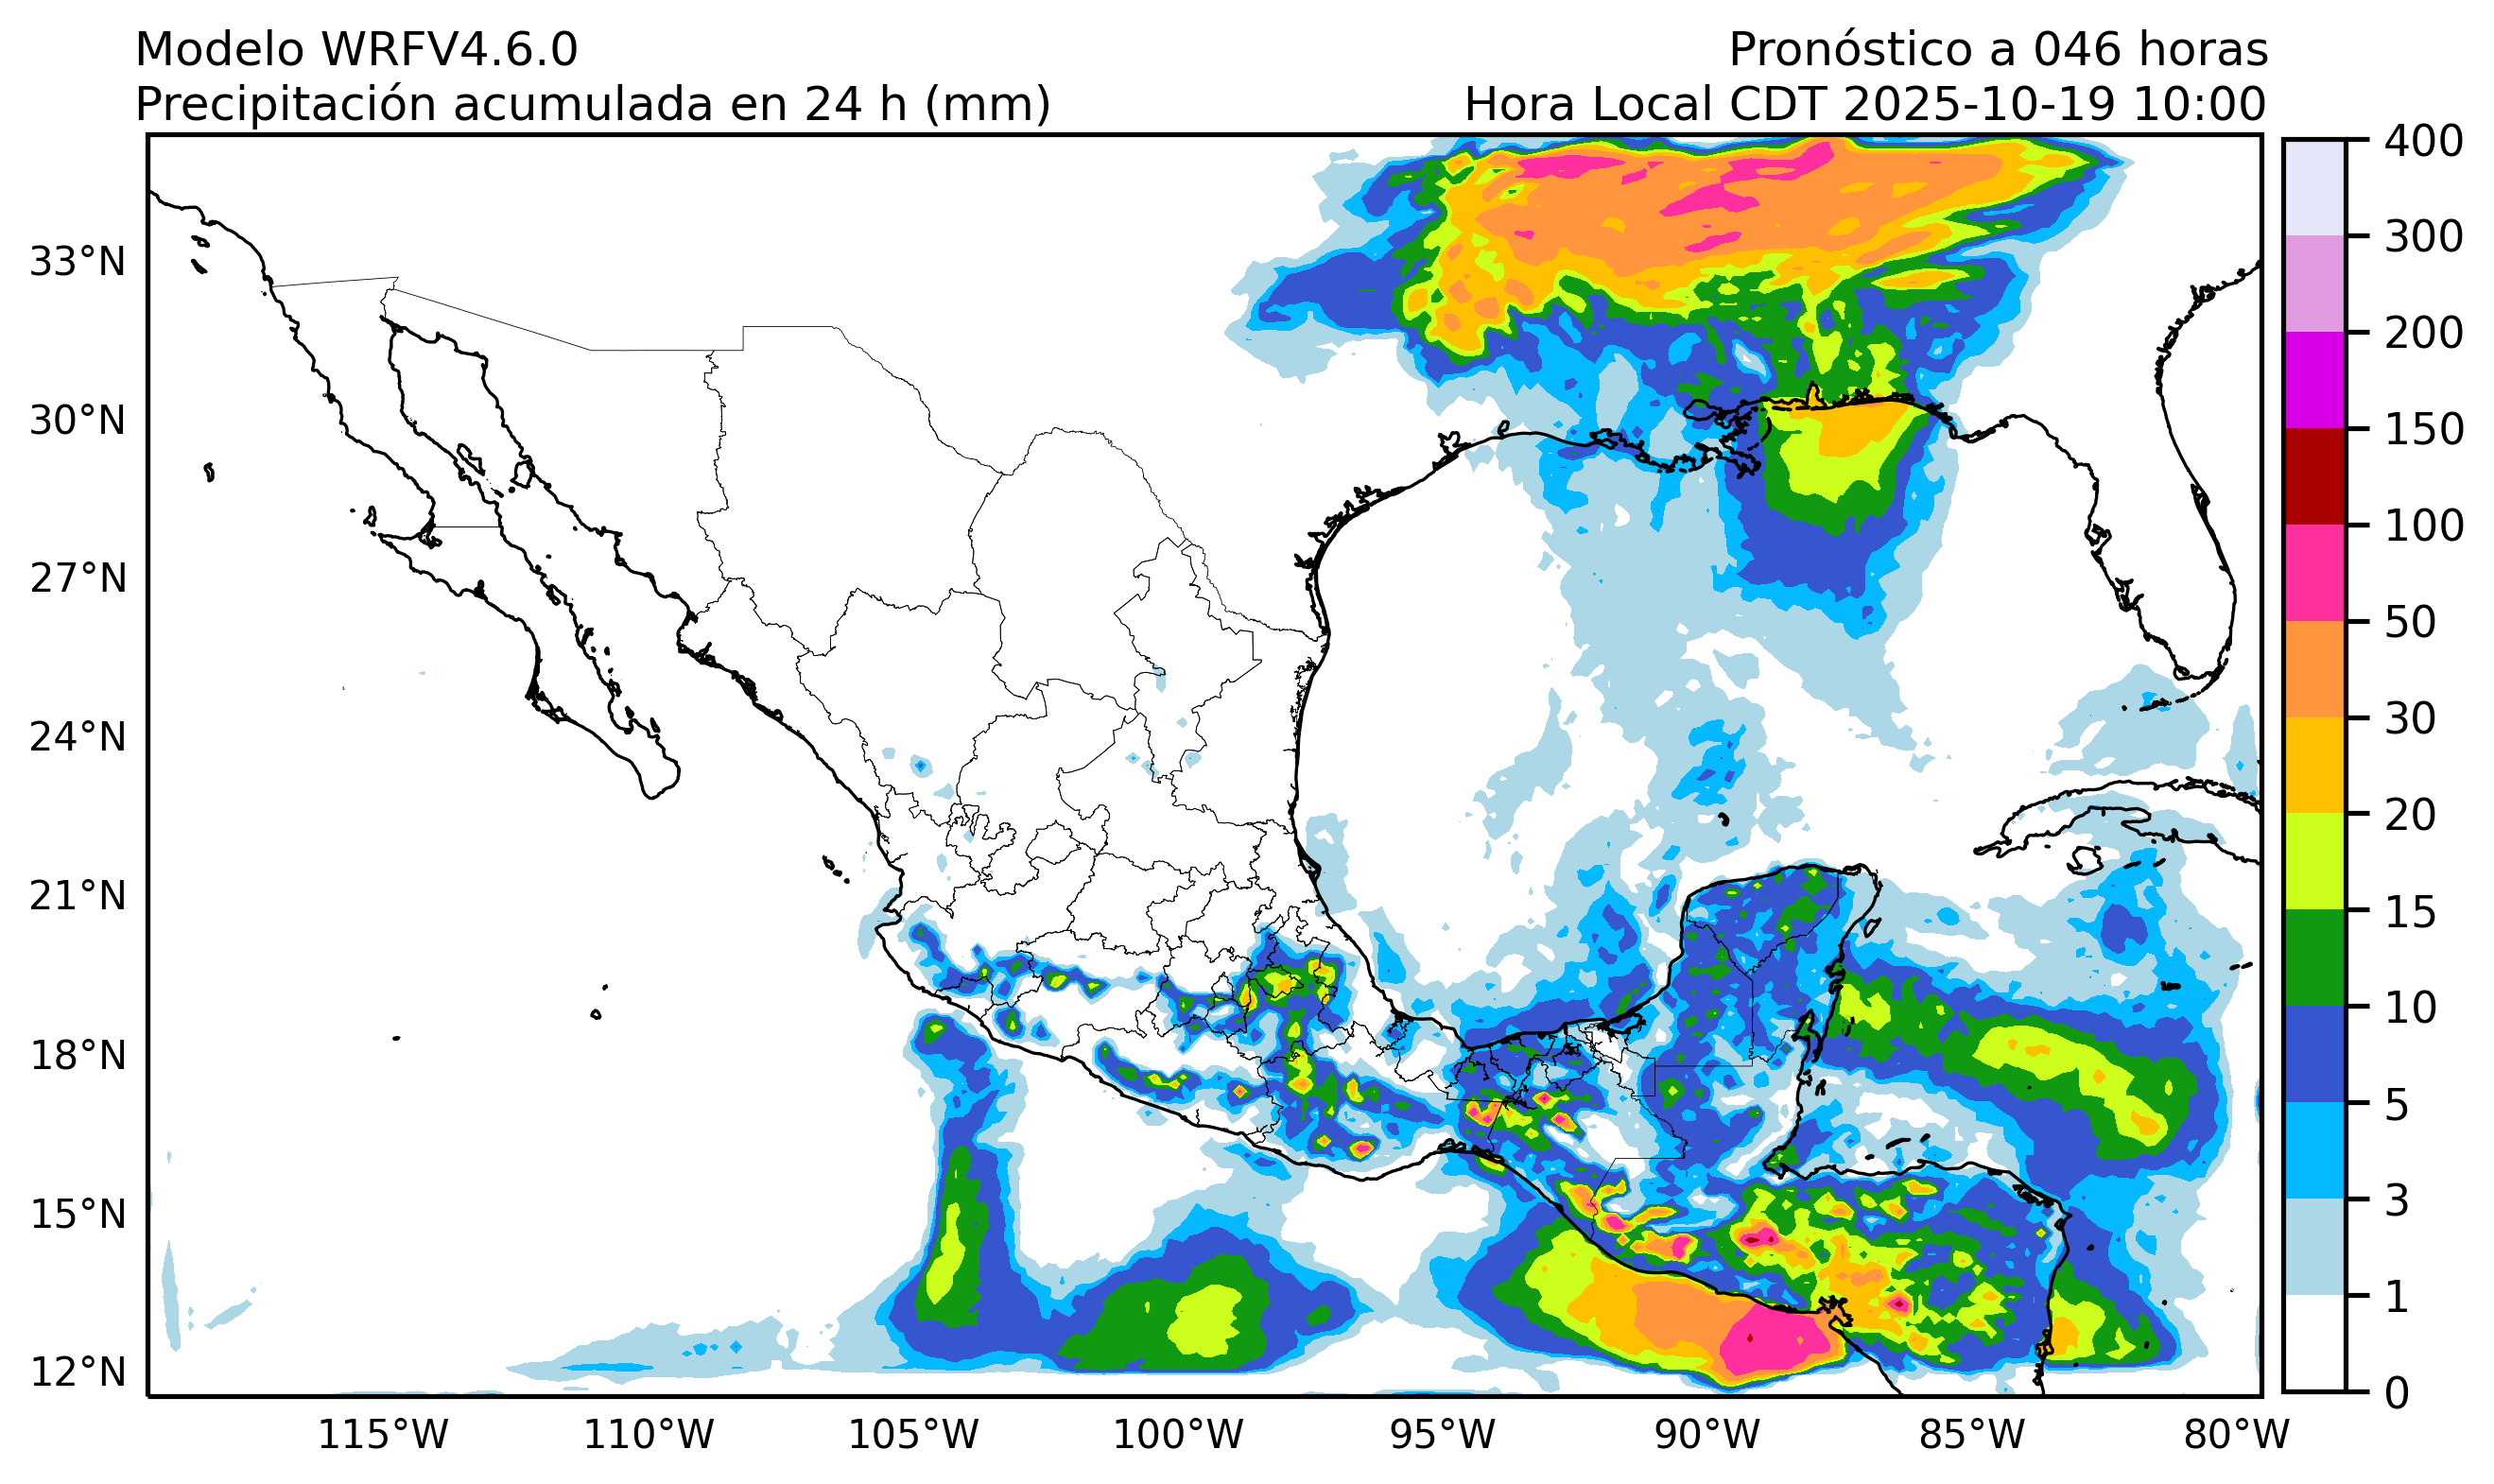 Modelo WRFV4.6.0
Pronóstico a 046 horas
Precipitación acumulada en 24 h (mm)
Hora Local CDT 2025-10-19 10:00
33°N
30°N
27°N
24°N
21°N
18°N
15°N
12°N
115°W
110°W
105°W
100°W
95°W
90°W
85°W
80°W
400
300
200
150
100
50
30
20
15
10
5
3
1
0